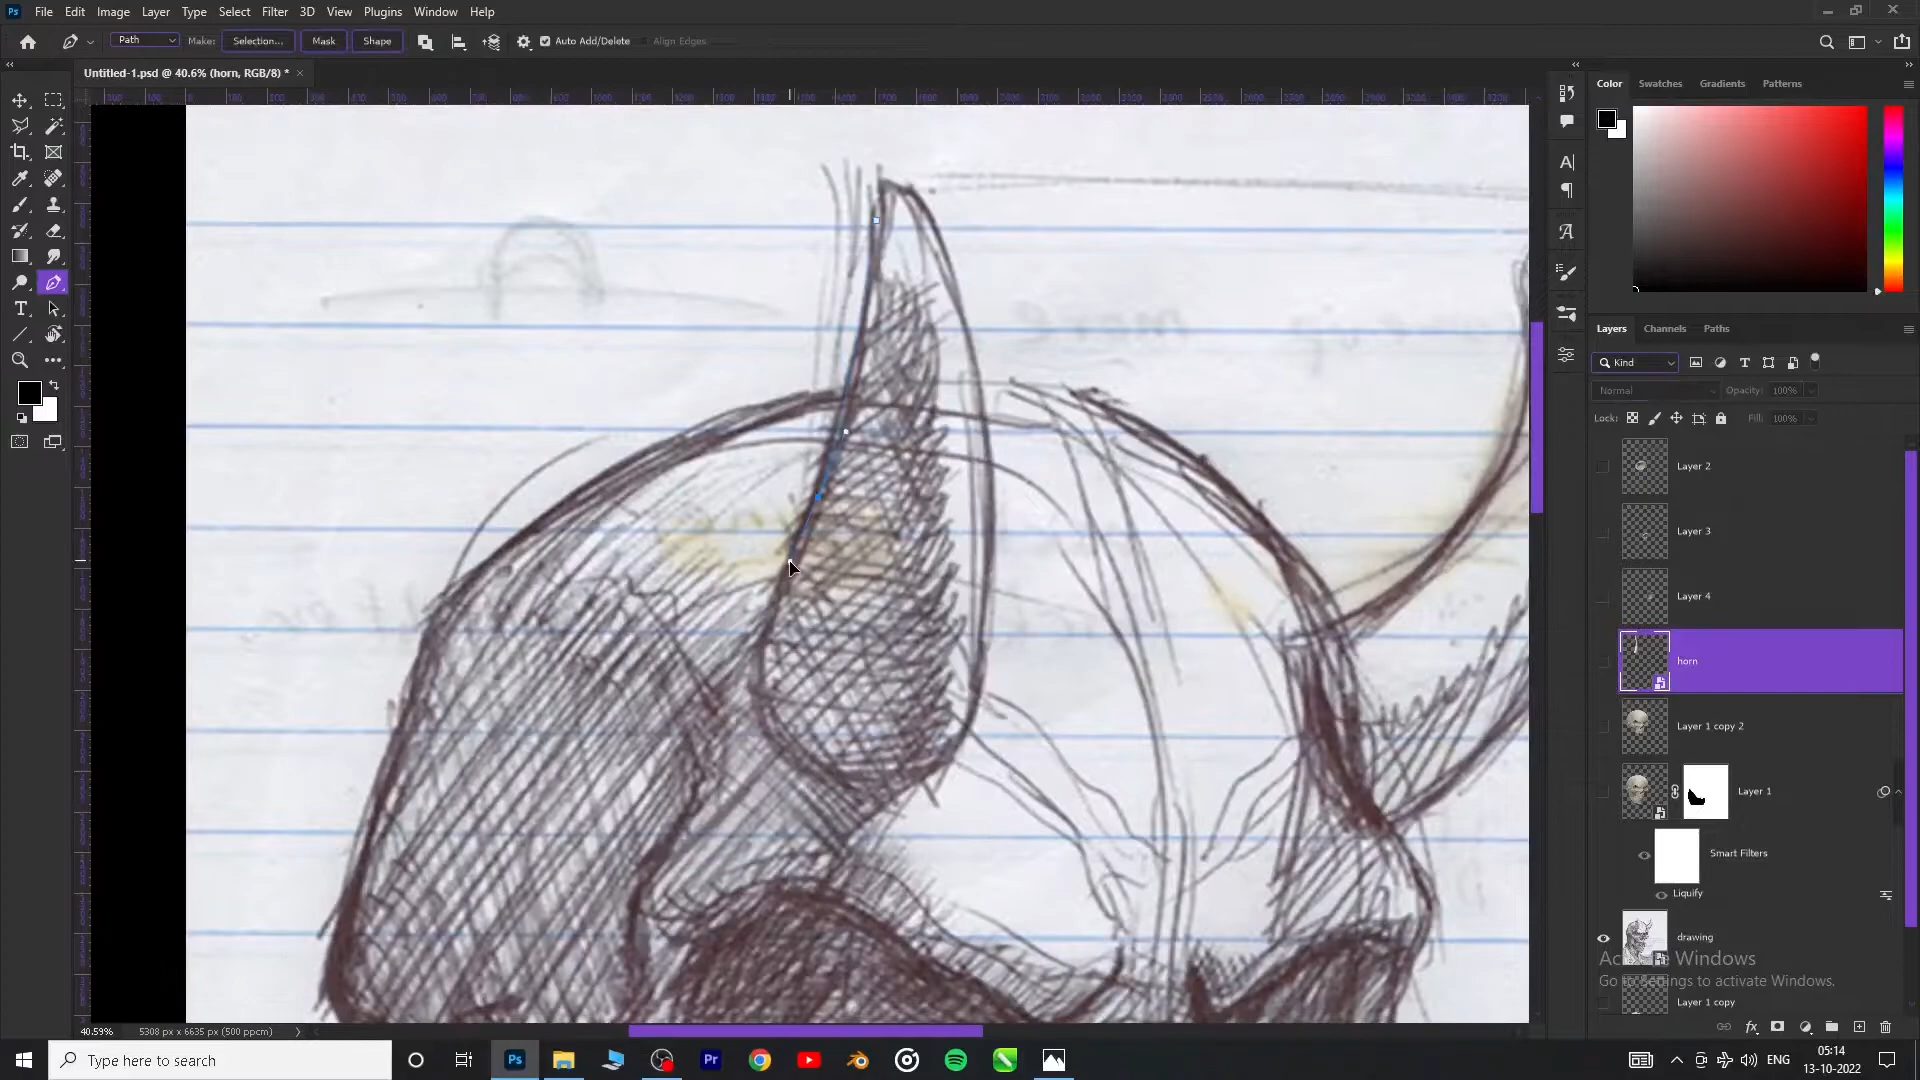 File Edit Image Layer Type Select Filter 3D View Plugins Window Help
Path Make: Selection... Mask Shape Auto Add/Delete Align Edges
Untitled-1.psd @ 40.6% (horn, RGB/8) *
Color Swatches Gradients Patterns
Layers Channels Paths
Kind
Normal Opacity: 100%
Lock: Fill: 100%
Layer 2
Layer 3
Layer 4
horn
Layer 1 copy 2
Layer 1
Smart Filters
Liquify
drawing
Activate Windows
Go to Settings to activate Windows.
Layer 1 copy
40.59% 5308 px x 6635 px (500 ppcm)
Type here to search
ENG
05:14
13-10-2022